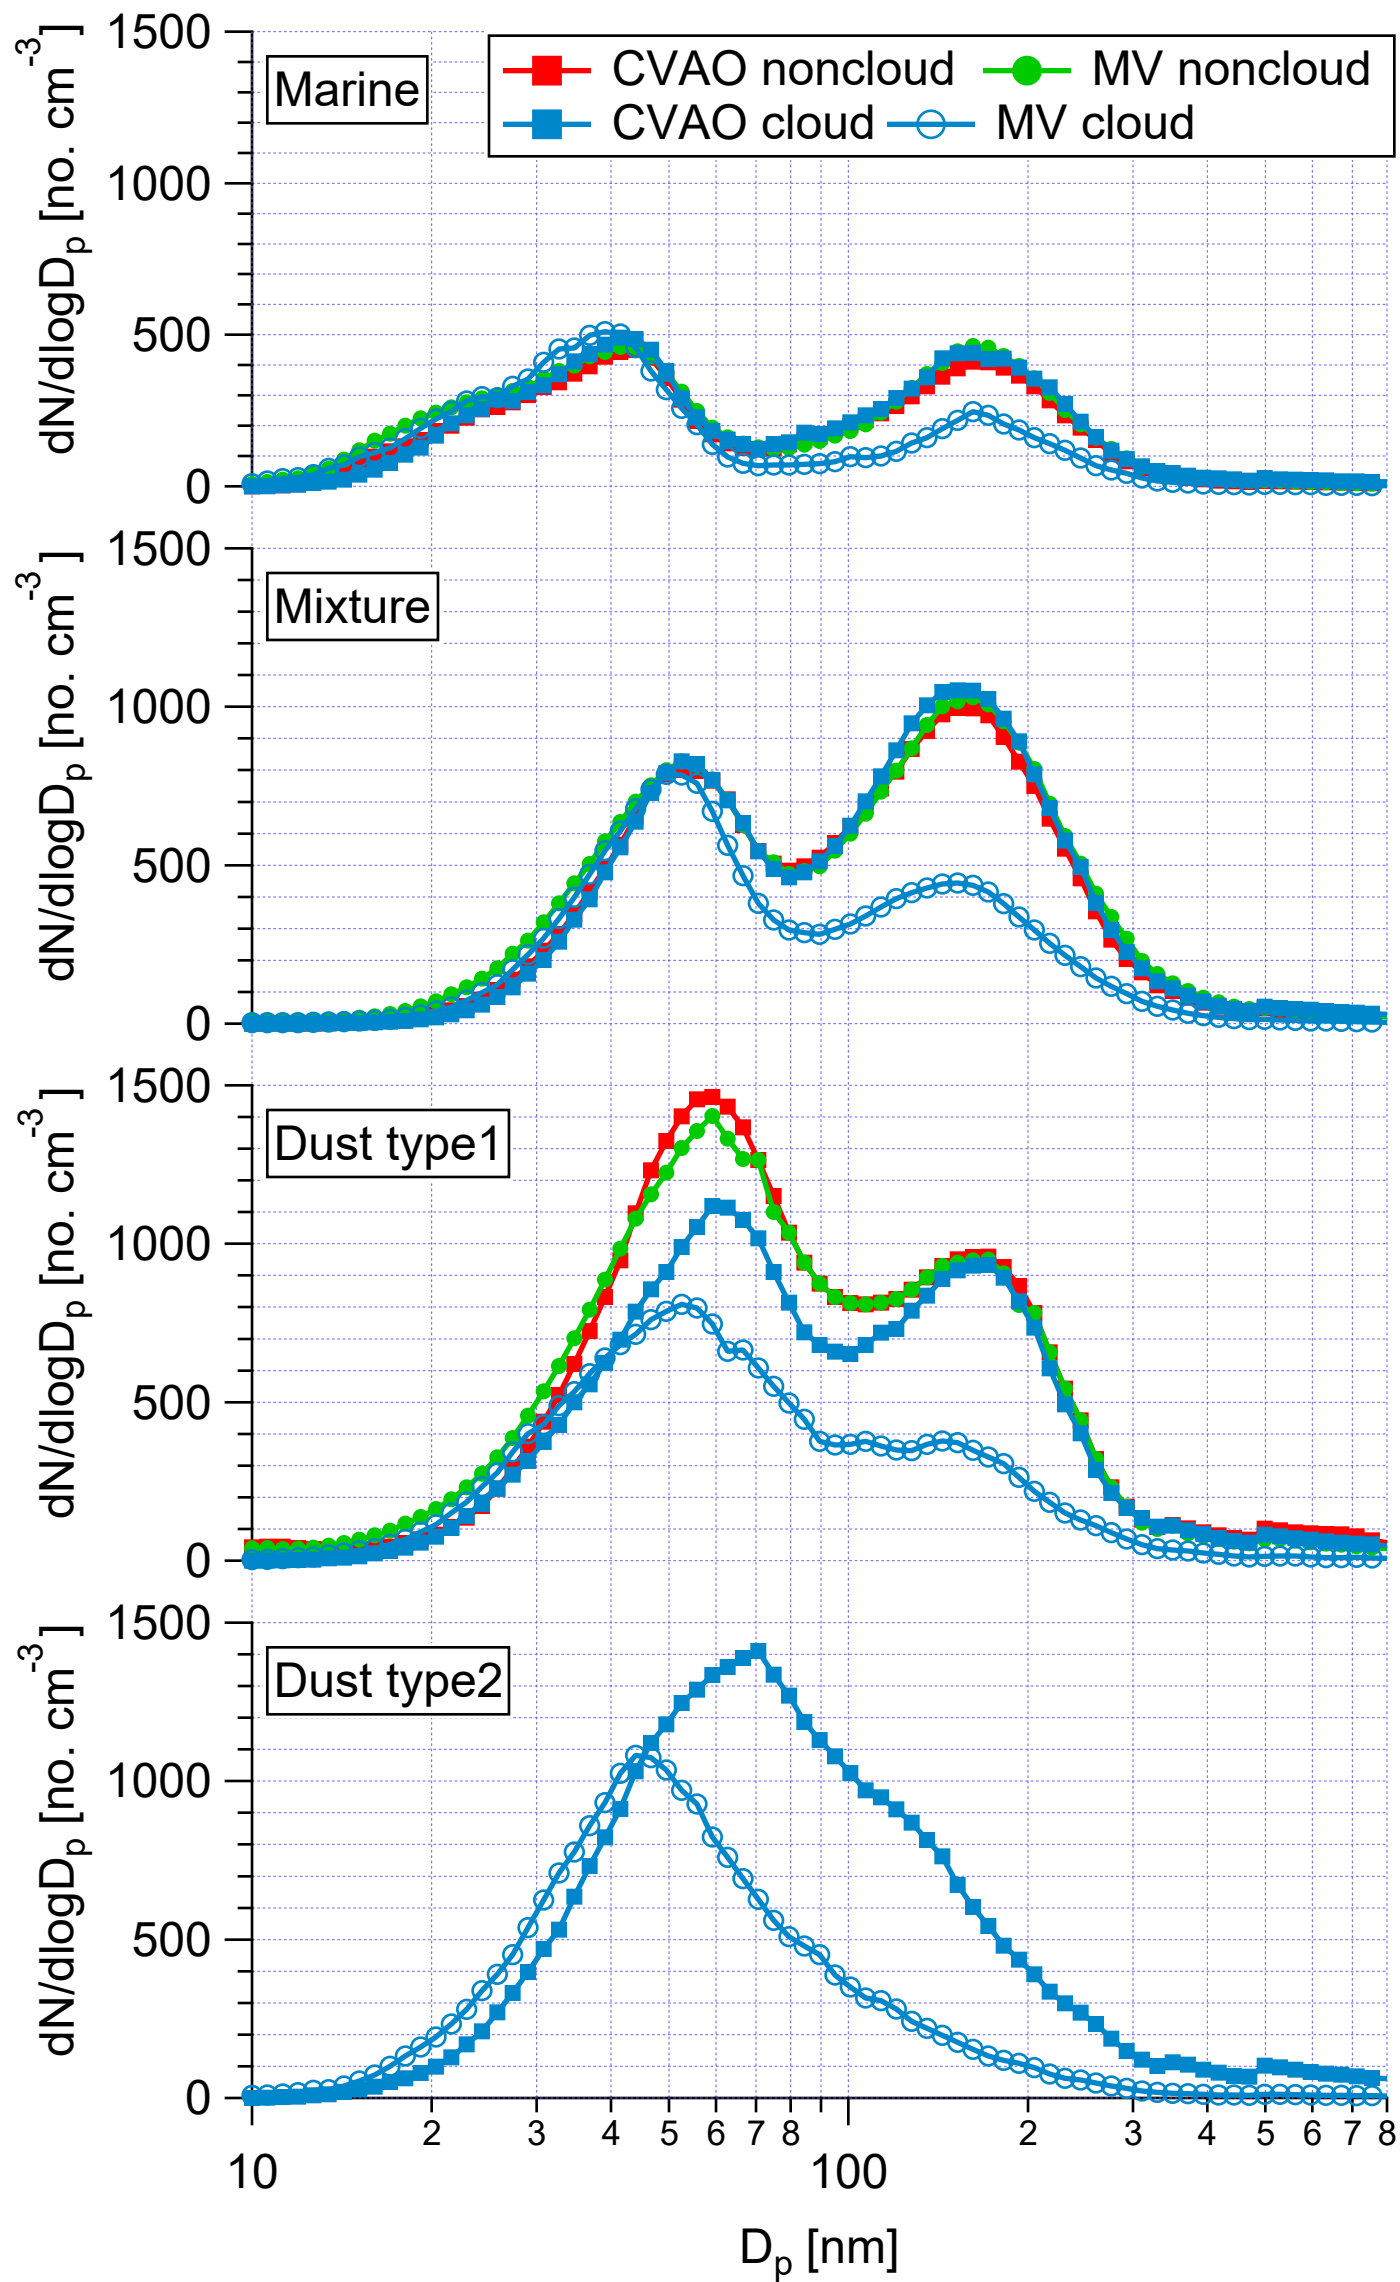 1500
1000
500
0
dN/dlogDp [no. cm-3]
Marine
CVAO noncloud MV noncloud
CVAO cloud MV cloud
1500
1000
500
0
dN/dlogDp [no. cm-3]
Mixture
1500
1000
500
0
dN/dlogDp [no. cm-3]
Dust type1
1500
1000
500
0
dN/dlogDp [no. cm-3]
Dust type2
2 3 4 5 6 7 8 2 3 4 5 6 7 8
10 100
Dp [nm]